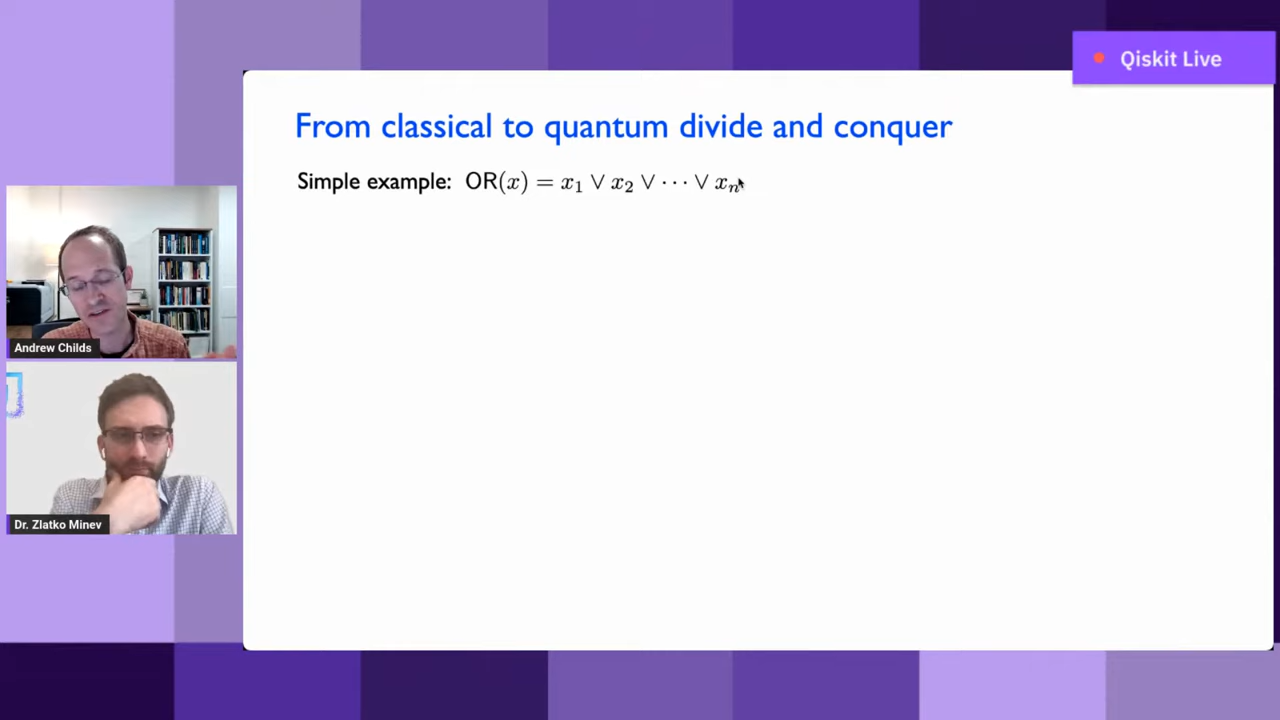 Qiskit Live
From classical to quantum divide and conquer
Simple example: OR(x) = x₁ ∨ x₂ ∨ ⋯ ∨ xₙ
Andrew Childs
Dr. Zlatko Minev